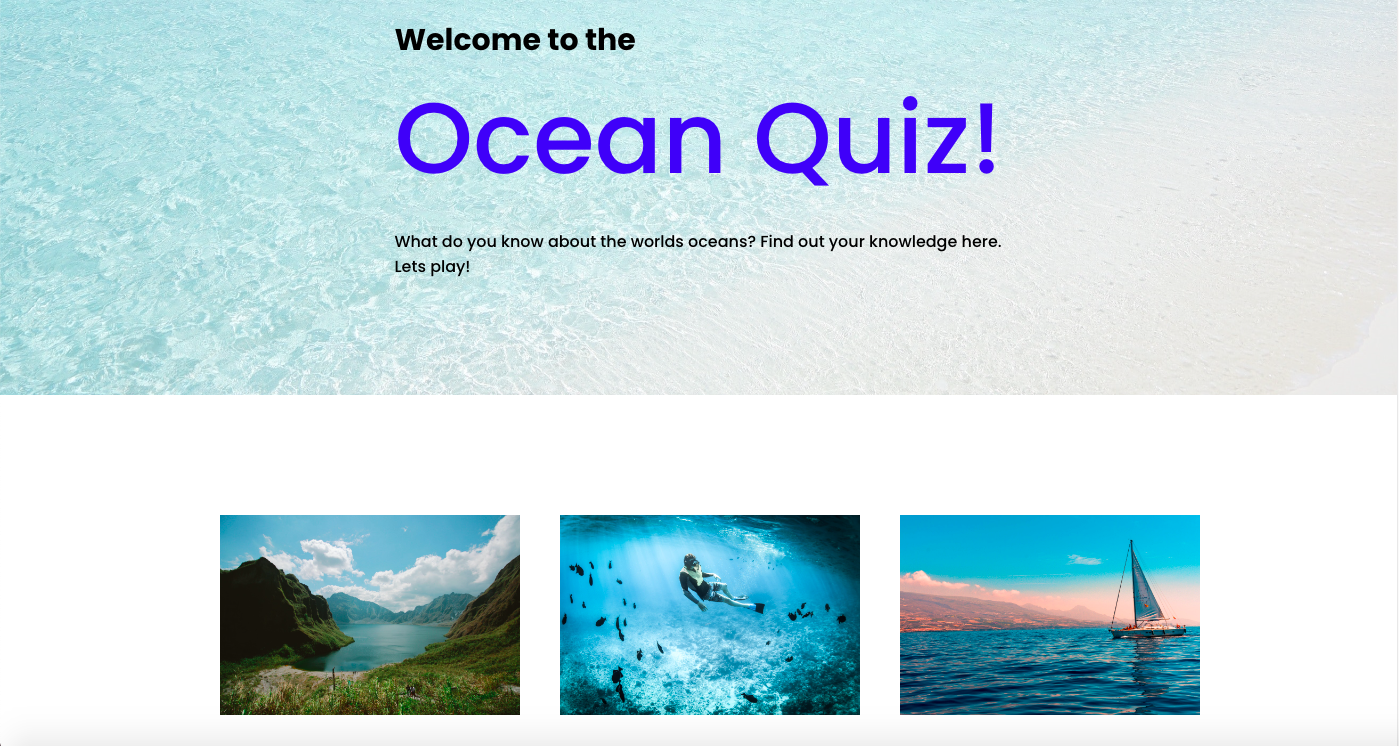 Welcome to the
Ocean Quiz!
What do you know about the worlds oceans? Find out your knowledge here.
Lets play!